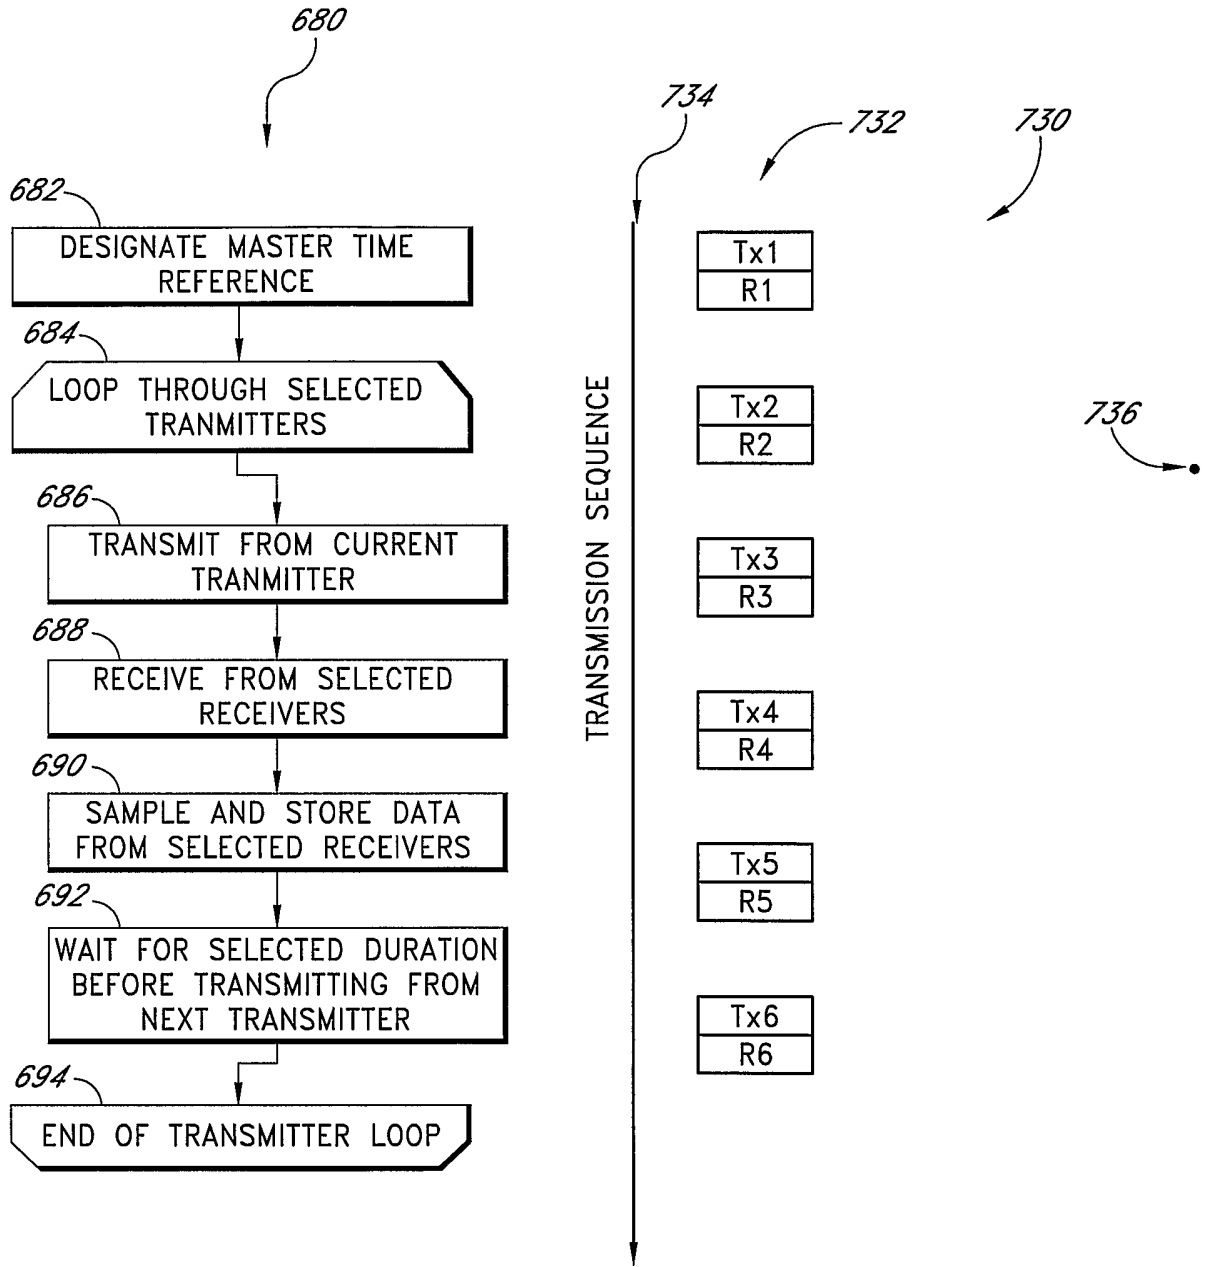 680
682
DESIGNATE MASTER TIME
REFERENCE
684
LOOP THROUGH SELECTED
TRANMITTERS
686
TRANSMIT FROM CURRENT
TRANMITTER
688
RECEIVE FROM SELECTED
RECEIVERS
690
SAMPLE AND STORE DATA
FROM SELECTED RECEIVERS
692
WAIT FOR SELECTED DURATION
BEFORE TRANSMITTING FROM
NEXT TRANSMITTER
694
END OF TRANSMITTER LOOP
734
732
730
TRANSMISSION SEQUENCE
Tx1
R1
Tx2
R2
736
Tx3
R3
Tx4
R4
Tx5
R5
Tx6
R6